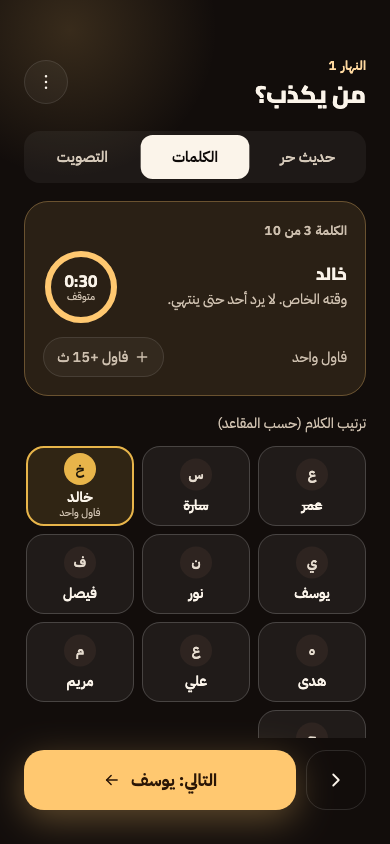 النهار 1
من يكذب؟
حديث حر
الكلمات
التصويت
الكلمة 3 من 10
خالد
وقته الخاص. لا يرد أحد حتى ينتهي.
0:30
متوقف
فاول واحد
+ فاول +15 ث
ترتيب الكلام (حسب المقاعد)
ع
عمر
س
سارة
خ
خالد
فاول واحد
ي
يوسف
ن
نور
ف
فيصل
ه
هدى
ع
علي
م
مريم
التالي: يوسف